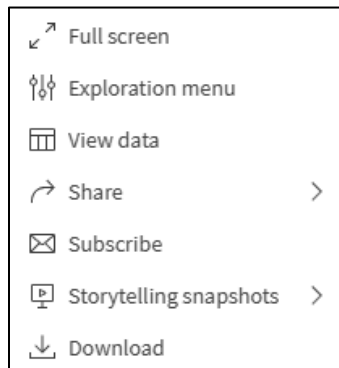 Full screen
Exploration menu
View data
Share
Subscribe
Storytelling snapshots
Download